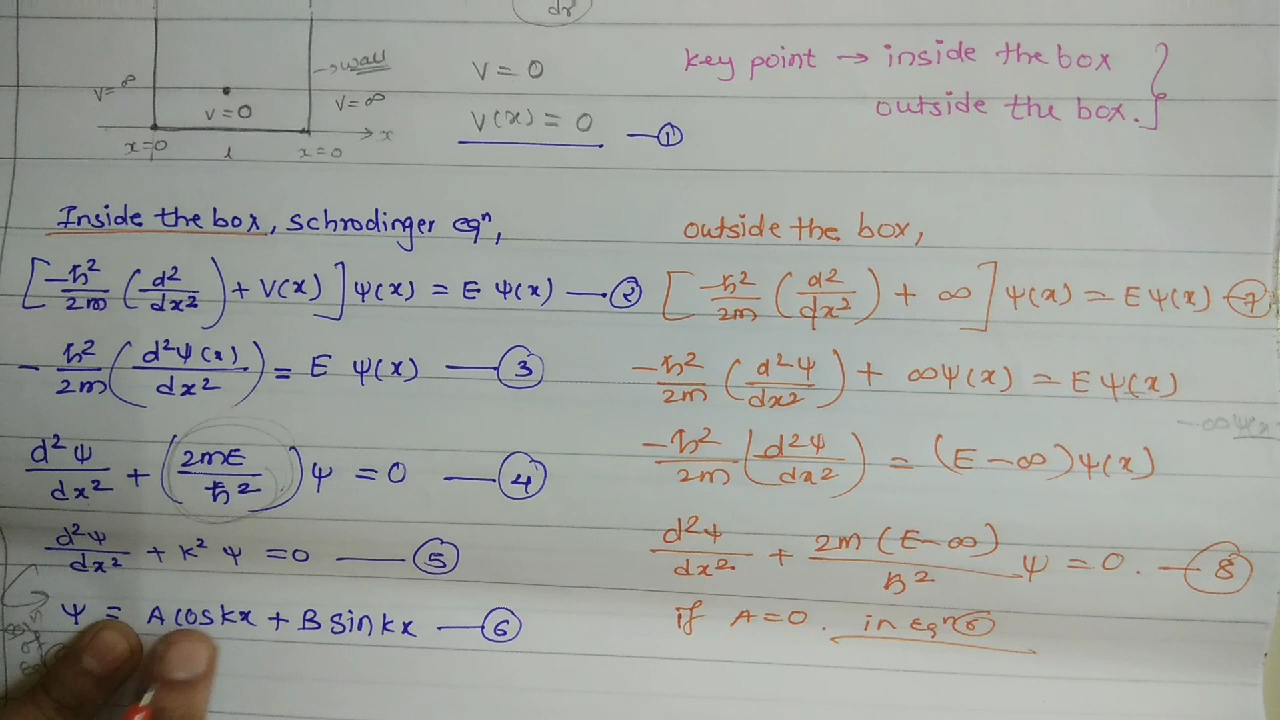 dr
→ wall
V=∞
V=0
V=∞
x=0
l
x=0
→x
V=0
V(x)=0 —①
key point → inside the box
outside the box.
Inside the box, schrodinger eqⁿ,
[-ħ²/2m (d²/dx²) + V(x)] ψ(x) = E ψ(x) —②
-ħ²/2m (d²ψ(x)/dx²) = E ψ(x) —③
d²ψ/dx² + (2mE/ħ²) ψ = 0 —④
d²ψ/dx² + k² ψ = 0 —⑤
ψ = A cos kx + B sin kx —⑥
outside the box,
[-ħ²/2m (d²/dx²) + ∞] ψ(x) = E ψ(x) —⑦
-ħ²/2m (d²ψ/dx²) + ∞ψ(x) = E ψ(x)
-∞ψ(x
-ħ²/2m (d²ψ/dx²) = (E-∞) ψ(x)
d²ψ/dx² + 2m(E-∞)/ħ² ψ = 0. —⑧
if A=0. in eqⁿ⑥